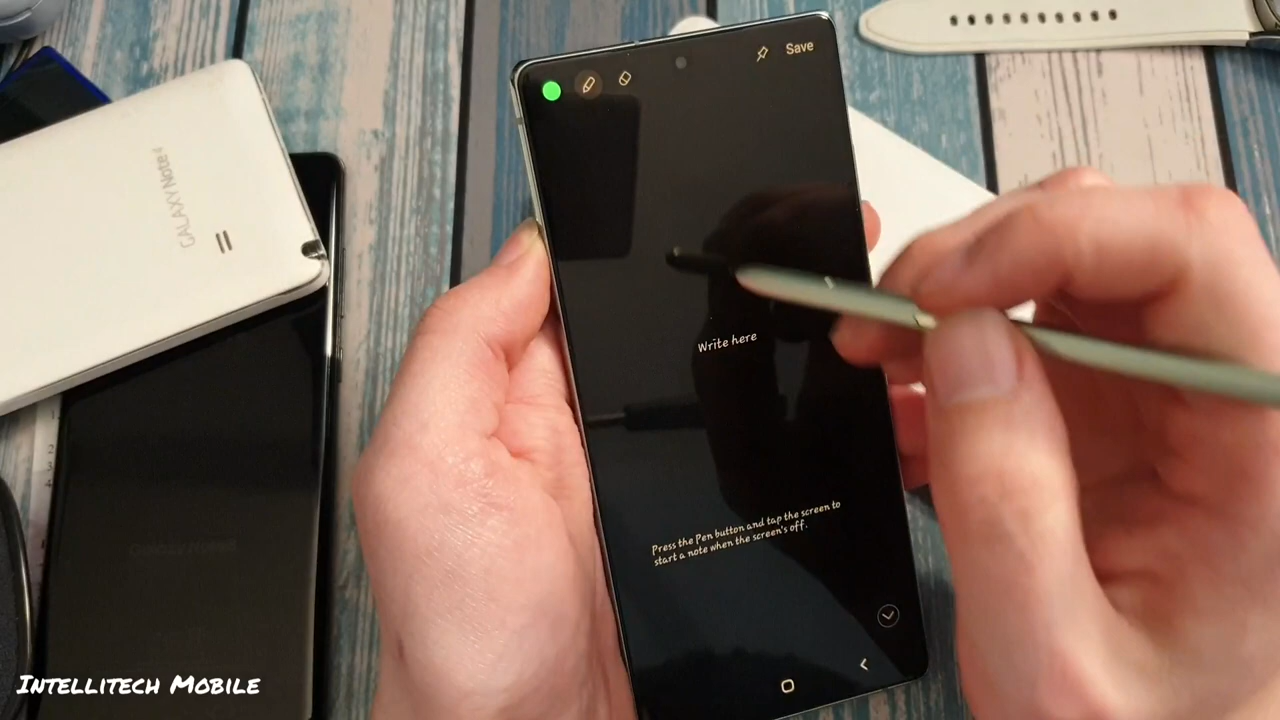 Save
GALAXY Note4
Write here
Press the Pen button and tap the screen to
start a note when the screen's off.
Intellitech Mobile